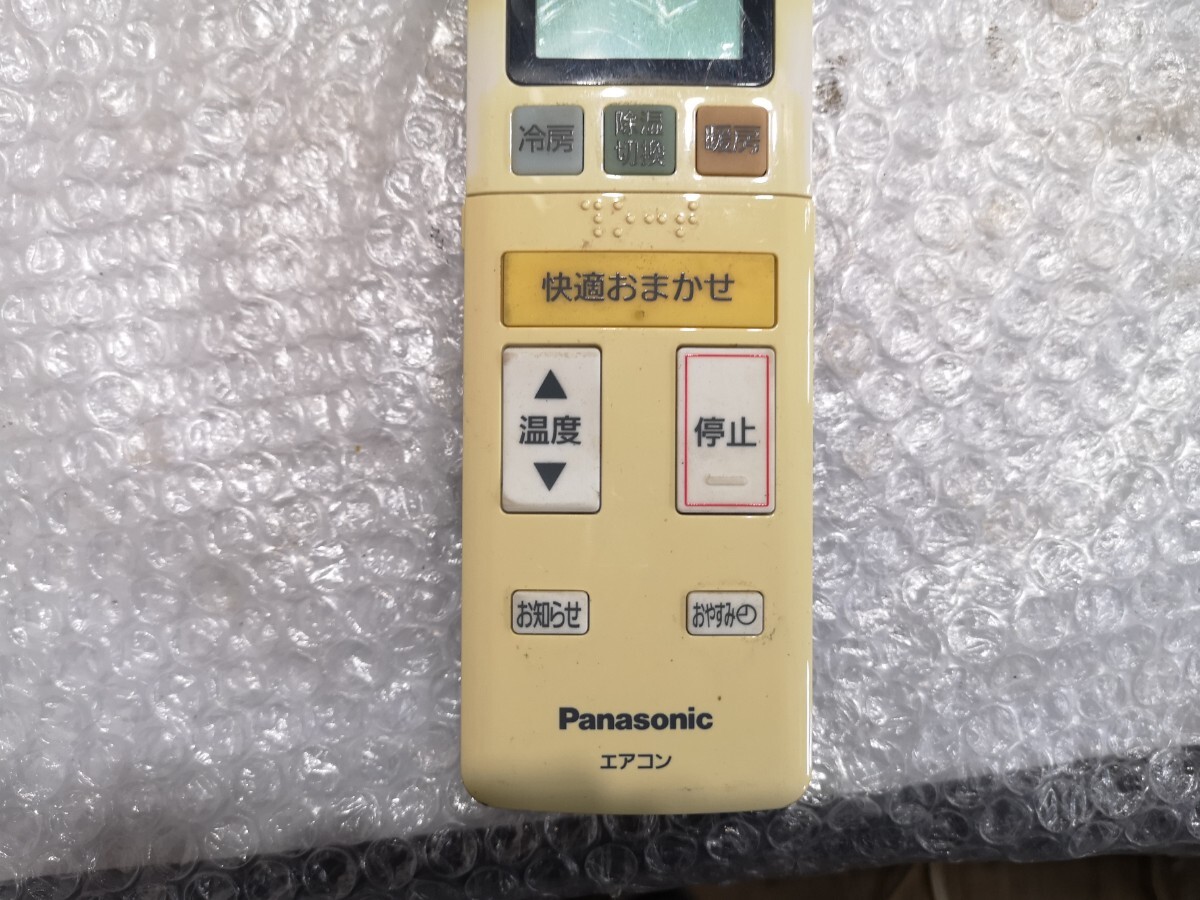 冷房
除湿
切換
暖房
快適おまかせ
▲
温度
▼
停止
お知らせ
おやすみ
Panasonic
エアコン